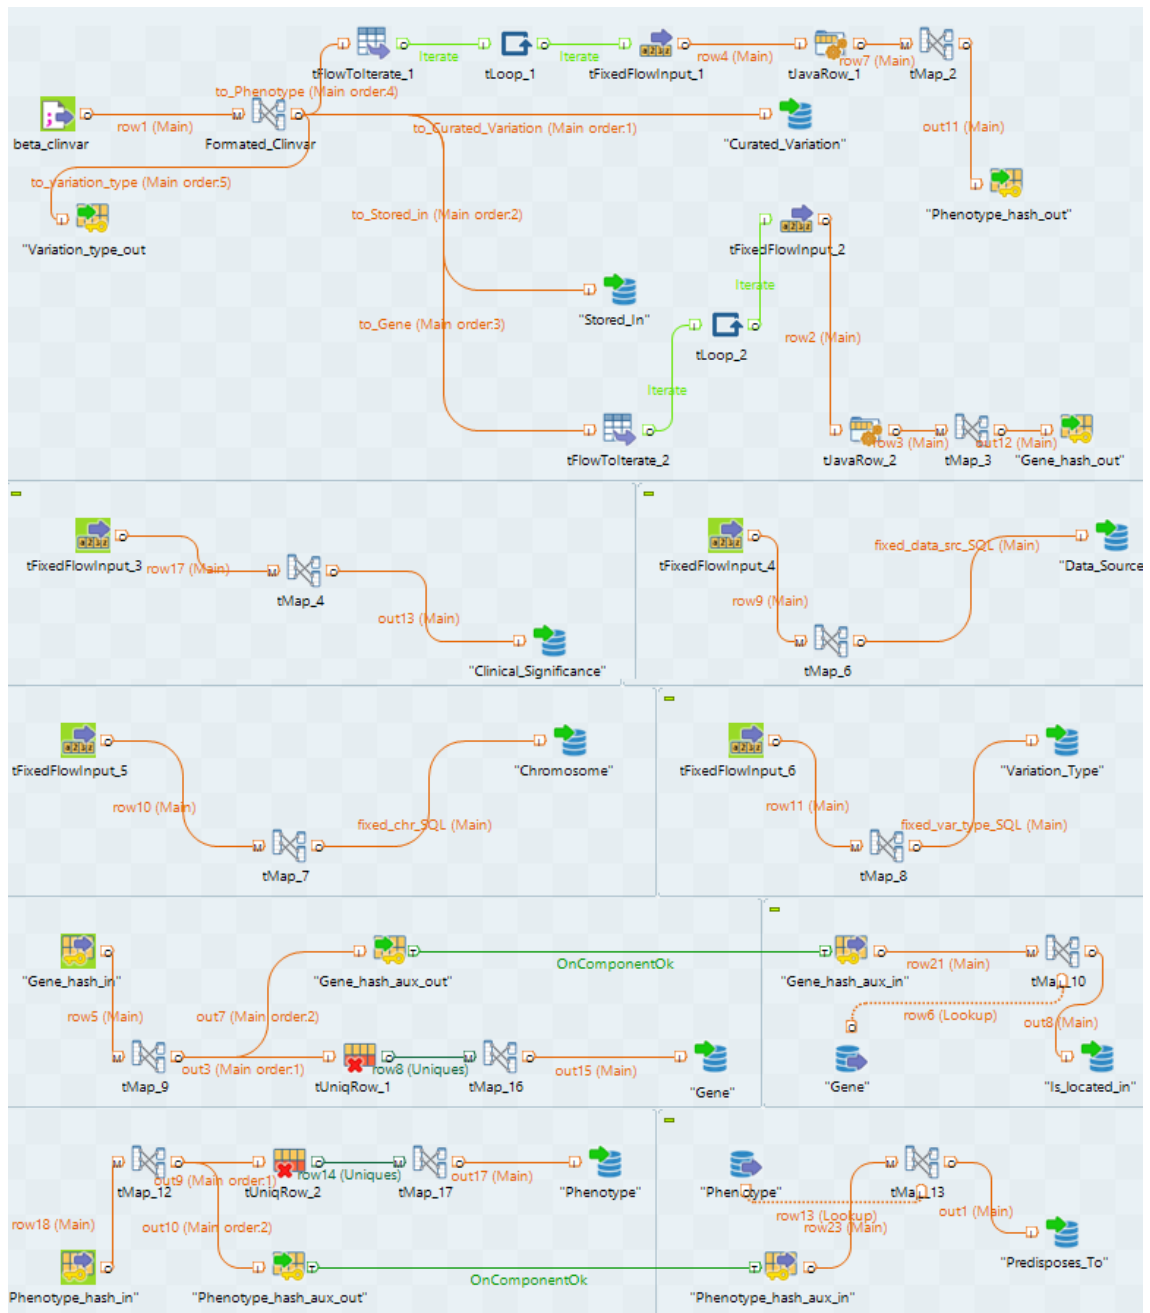 tFlowToIterate_1
Iterate
tLoop_1
Iterate
tFixedFlowInput_1
row4 (Main)
tJavaRow_1
row7 (Main)
tMap_2
to_Phenotype (Main order:4)
beta_clinvar
row1 (Main)
Formated_Clinvar
to_Curated_Variation (Main order:1)
"Curated_Variation"
out11 (Main)
to_variation_type (Main order:5)
"Variation_type_out
to_Stored_in (Main order:2)
"Phenotype_hash_out"
tFixedFlowInput_2
Iterate
"Stored_In"
to_Gene (Main order:3)
tLoop_2
row2 (Main)
Iterate
tFlowToIterate_2
tJavaRow_2
row3 (Main)
tMap_3
out12 (Main)
"Gene_hash_out"
tFixedFlowInput_3
row17 (Main)
tMap_4
out13 (Main)
"Clinical_Significance"
tFixedFlowInput_4
row9 (Main)
fixed_data_src_SQL (Main)
"Data_Source
tMap_6
tFixedFlowInput_5
row10 (Main)
tMap_7
fixed_chr_SQL (Main)
"Chromosome"
tFixedFlowInput_6
row11 (Main)
tMap_8
fixed_var_type_SQL (Main)
"Variation_Type"
"Gene_hash_in"
row5 (Main)
out7 (Main order:2)
"Gene_hash_aux_out"
OnComponentOk
tMap_9
out3 (Main order:1)
tUniqRow_1
row8 (Uniques)
tMap_16
out15 (Main)
"Gene"
"Gene_hash_aux_in"
row21 (Main)
tMap_10
row6 (Lookup)
out8 (Main)
"Gene"
"Is_located_in"
tMap_12
out9 (Main order:1)
tUniqRow_2
row14 (Uniques)
tMap_17
out17 (Main)
"Phenotype"
row18 (Main)
out10 (Main order:2)
Phenotype_hash_in"
"Phenotype_hash_aux_out"
OnComponentOk
"Phenotype"
tMap_13
row13 (Lookup)
row23 (Main)
out1 (Main)
"Predisposes_To"
"Phenotype_hash_aux_in"